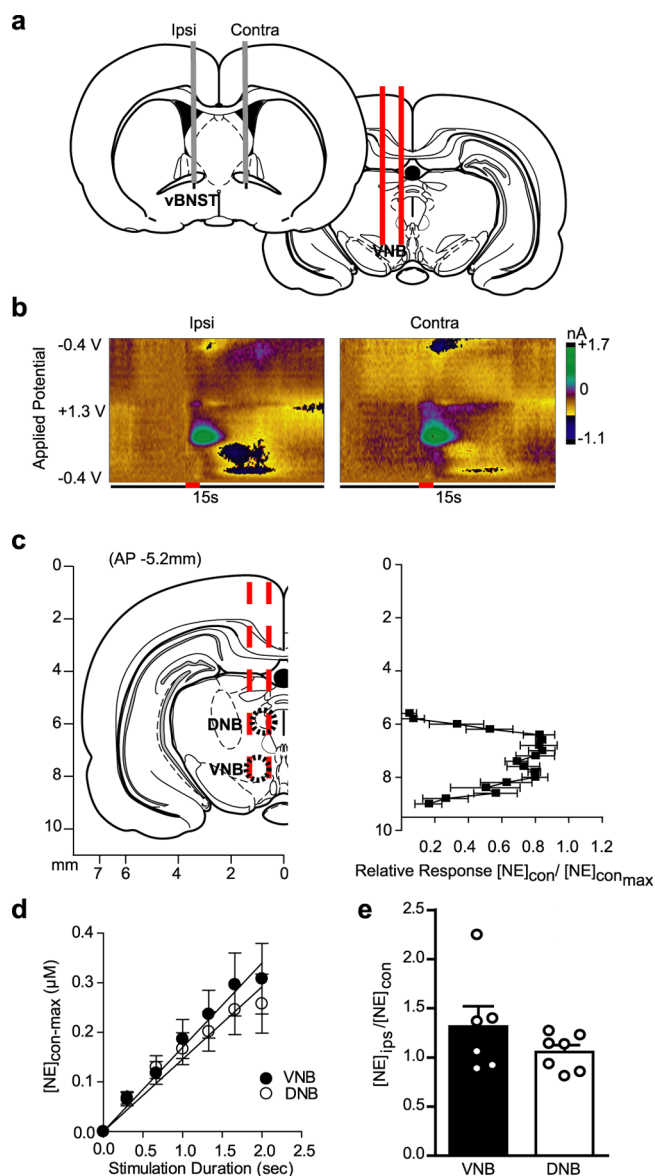 a
Ipsi Contra
vBNST
VNB
b
Ipsi Contra
nA
-0.4 V
+1.3 V
-0.4 V
Applied Potential
+1.7
0
-1.1
15s 15s
c
(AP -5.2mm)
0
2
4
6
8
10
mm
7 6 4 2 1 0
DNB
VNB
0
2
4
6
8
10
0.2 0.4 0.6 0.8 1.0 1.2
Relative Response [NE]con/ [NE]conmax
d
[NE]con-max (µM)
0.4
0.3
0.2
0.1
0.0
0.0 0.5 1.0 1.5 2.0 2.5
Stimulation Duration (sec)
VNB
DNB
e
[NE]ips/[NE]con
2.5
2.0
1.5
1.0
0.5
0.0
VNB DNB